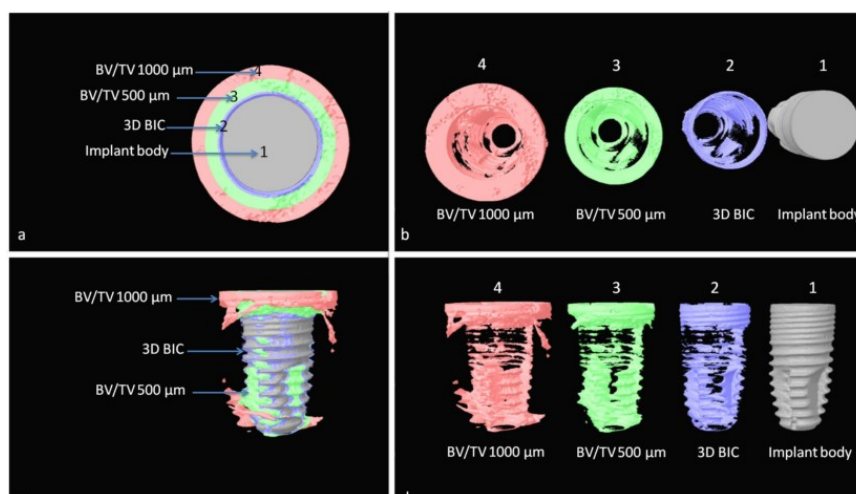 BV/TV 1000 µm
4
BV/TV 500 µm
3
3D BIC
2
Implant body
1
a
4 3 2 1
BV/TV 1000 µm BV/TV 500 µm 3D BIC Implant body
b
BV/TV 1000 µm
3D BIC
BV/TV 500 µm
4 3 2 1
BV/TV 1000 µm BV/TV 500 µm 3D BIC Implant body